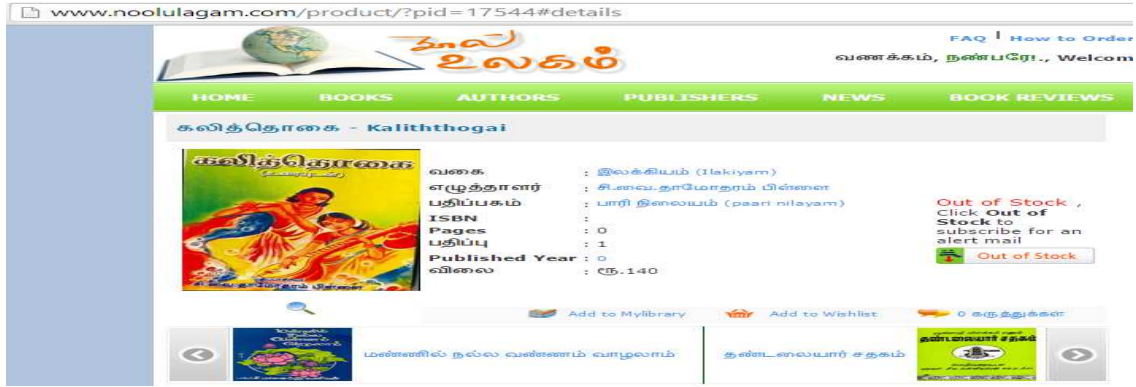 www.noolulagam.com/product/?pid=17544#details
நூல்
உலகம்
FAQ | How to Order
வணக்கம், நண்பரே!., Welcom
HOME BOOKS AUTHORS PUBLISHERS NEWS BOOK REVIEWS
கலித்தொகை - Kaliththogai
கலித்தொகை
வகை : இலக்கியம் (Ilakiyam)
எழுத்தாளர் : சி.வை.தாமோதரம் பிள்ளை
பதிப்பகம் : பாரி நிலையம் (paari nilayam)
ISBN :
Pages : 0
பதிப்பு : 1
Published Year : 0
விலை : ரூ.140
Out of Stock ,
Click Out of
Stock to
subscribe for an
alert mail
Out of Stock
சி.வை.தாமோதரம் பிள்ளை
Add to Mylibrary Add to Wishlist 0 கருத்துக்கள்
மண்ணில் நல்ல வண்ணம் வாழலாம் தண்டலையார் சதகம்
தண்டலையார் சதகம்